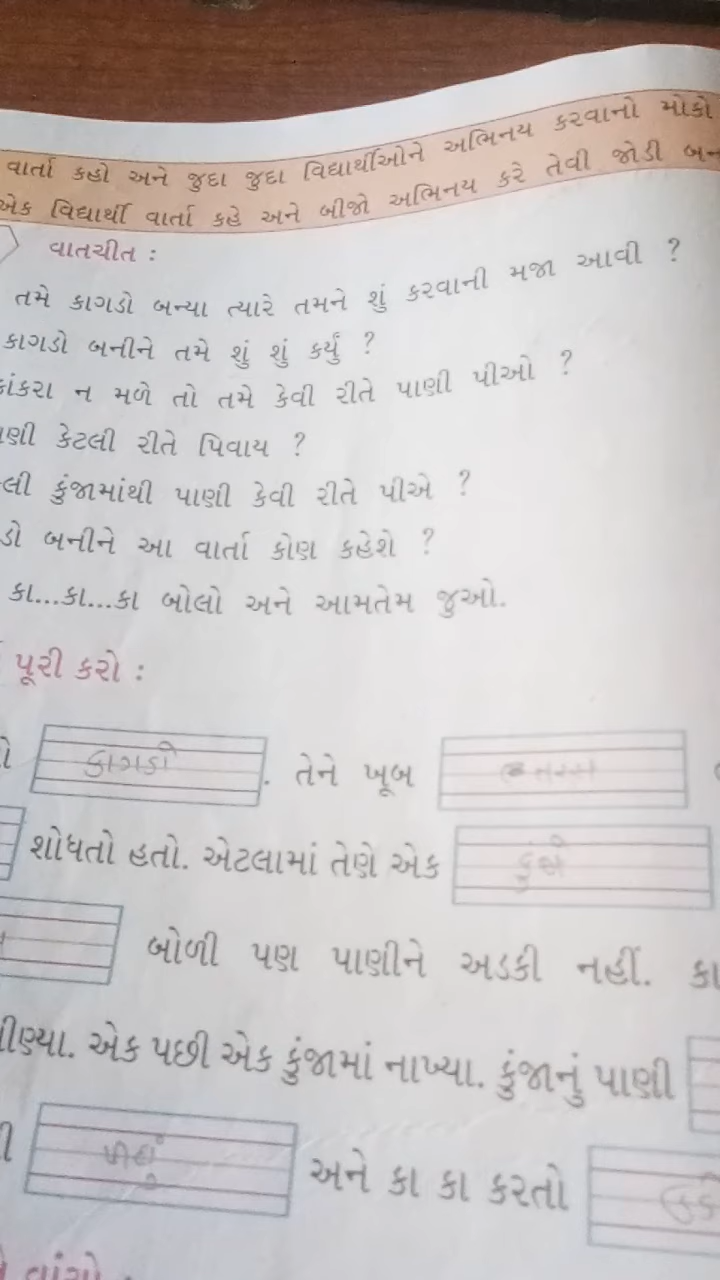 વાર્તા કહો અને જુદા જુદા વિદ્યાર્થીઓને અભિનય કરવાનો મોકો
એક વિદ્યાર્થી વાર્તા કહે અને બીજો અભિનય કરે તેવી જોડી બન
વાતચીત :
તમે કાગડો બન્યા ત્યારે તમને શું કરવાની મજા આવી ?
કાગડો બનીને તમે શું શું કર્યું ?
કાંકરા ન મળે તો તમે કેવી રીતે પાણી પીઓ ?
ણી કેટલી રીતે પિવાય ?
લી કુંજામાંથી પાણી કેવી રીતે પીએ ?
ડો બનીને આ વાર્તા કોણ કહેશે ?
કા...કા...કા બોલો અને આમતેમ જુઓ.
પૂરી કરો :
કાગડો . તેને ખૂબ તરસ
શોધતો હતો. એટલામાં તેણે એક કુંજો
બોળી પણ પાણીને અડકી નહીં. કા
ીણ્યા. એક પછી એક કુંજામાં નાખ્યા. કુંજાનું પાણી
પીધું અને કા કા કરતો